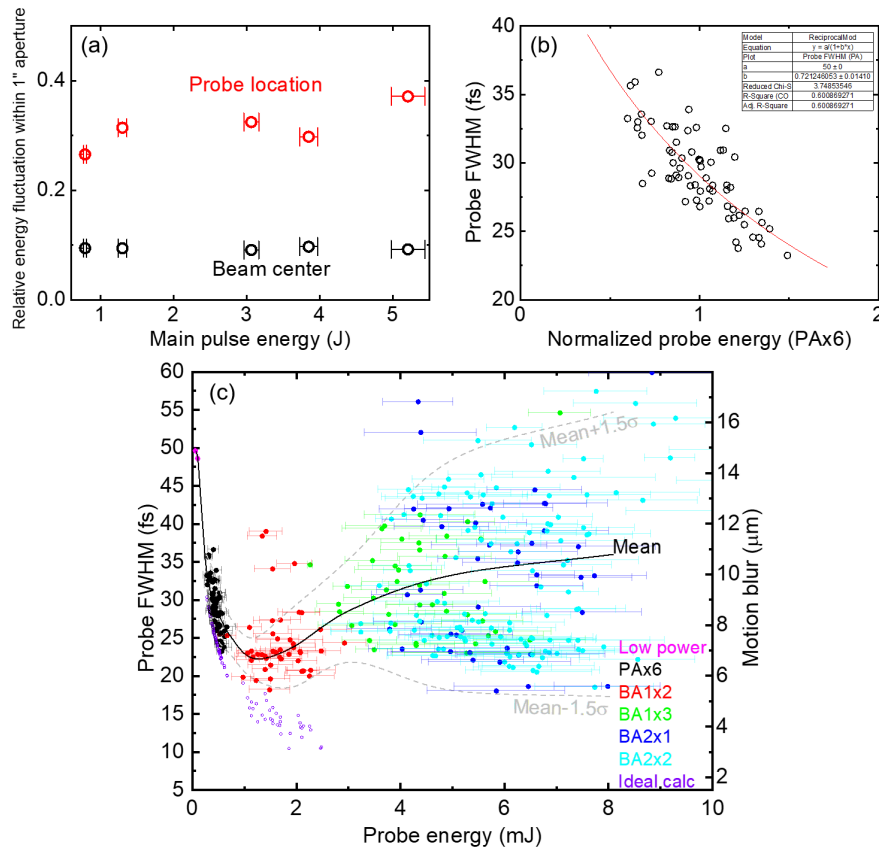 (a)
Relative energy fluctuation within 1" aperture
0.4
0.2
0.0
Probe location
Beam center
1 2 3 4 5
Main pulse energy (J)
(b)
Probe FWHM (fs)
40
35
30
25
20
Model ReciprocalMod
Equation y = a/(1+b*x)
Plot Probe FWHM (PA)
a 50 ± 0
b 0.721246053 ± 0.01410
Reduced Chi-S 3.74853546
R-Square (CO 0.600869271
Adj. R-Square 0.600869271
0 1 2
Normalized probe energy (PAx6)
(c)
Probe FWHM (fs)
60
55
50
45
40
35
30
25
20
15
10
5
Mean+1.5σ
Mean
Mean-1.5σ
Low power
PAx6
BA1x2
BA1x3
BA2x1
BA2x2
Ideal calc
16
14
12
10
8
6
4
2
Motion blur (μm)
0 2 4 6 8 10
Probe energy (mJ)